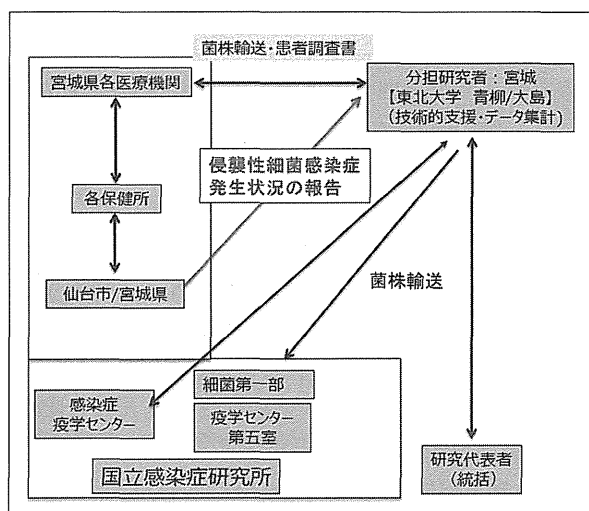 菌株輸送・患者調査書
宮城県各医療機関
分担研究者：宮城
【東北大学 青柳/大島】
(技術的支援・データ集計)
侵襲性細菌感染症
発生状況の報告
各保健所
仙台市/宮城県
菌株輸送
細菌第一部
感染症
疫学センター
疫学センター
第五室
国立感染症研究所
研究代表者
(統括)